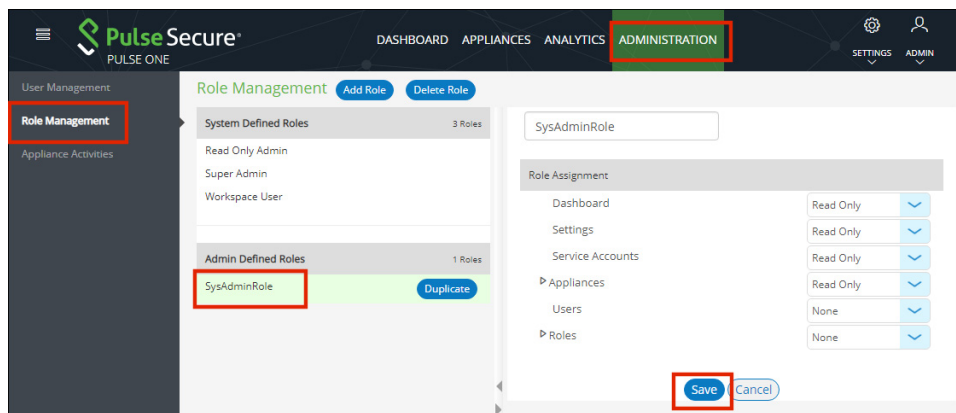 Pulse Secure®
PULSE ONE
DASHBOARD APPLIANCES ANALYTICS ADMINISTRATION
SETTINGS ADMIN
User Management
Role Management
Appliance Activities
Role Management Add Role Delete Role
System Defined Roles 3 Roles
Read Only Admin
Super Admin
Workspace User
Admin Defined Roles 1 Roles
SysAdminRole Duplicate
SysAdminRole
Role Assignment
Dashboard Read Only
Settings Read Only
Service Accounts Read Only
Appliances Read Only
Users None
Roles None
Save Cancel